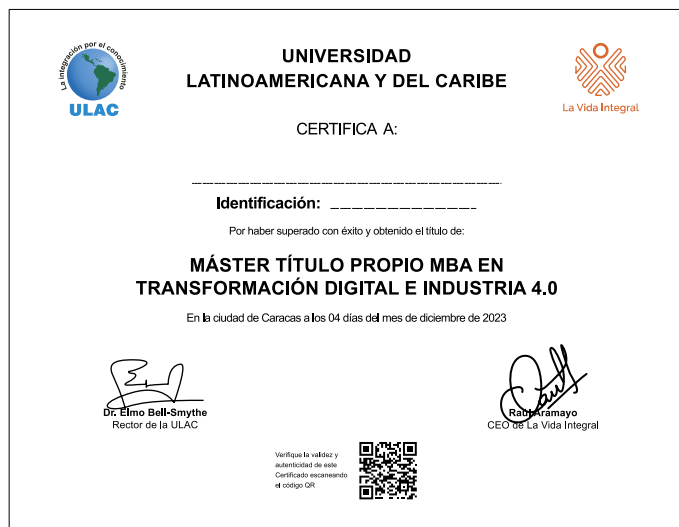 La integración por el conocimiento
ULAC
UNIVERSIDAD
LATINOAMERICANA Y DEL CARIBE
La Vida Integral
CERTIFICA A:
Identificación:
Por haber superado con éxito y obtenido el título de:
MÁSTER TÍTULO PROPIO MBA EN
TRANSFORMACIÓN DIGITAL E INDUSTRIA 4.0
En la ciudad de Caracas a los 04 días del mes de diciembre de 2023
Dr. Elmo Bell-Smythe
Rector de la ULAC
Raúl Aramayo
CEO de La Vida Integral
Verifique la validez y
autenticidad de este
Certificado escaneando
el código QR